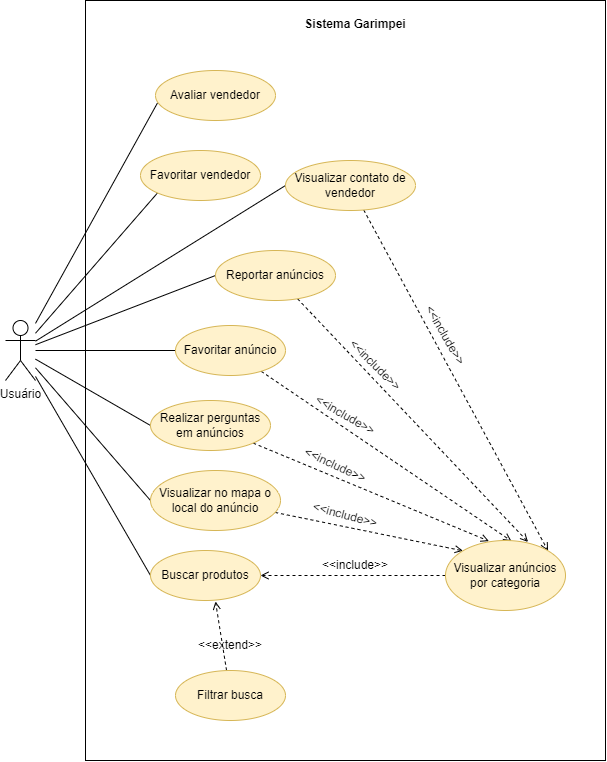 Sistema Garimpei
Avaliar vendedor
Favoritar vendedor
Visualizar contato de
vendedor
Reportar anúncios
<<include>>
<<include>>
Favoritar anúncio
Usuário
<<include>>
Realizar perguntas
em anúncios
<<include>>
Visualizar no mapa o
local do anúncio
<<include>>
Buscar produtos
<<include>>
Visualizar anúncios
por categoria
<<extend>>
Filtrar busca